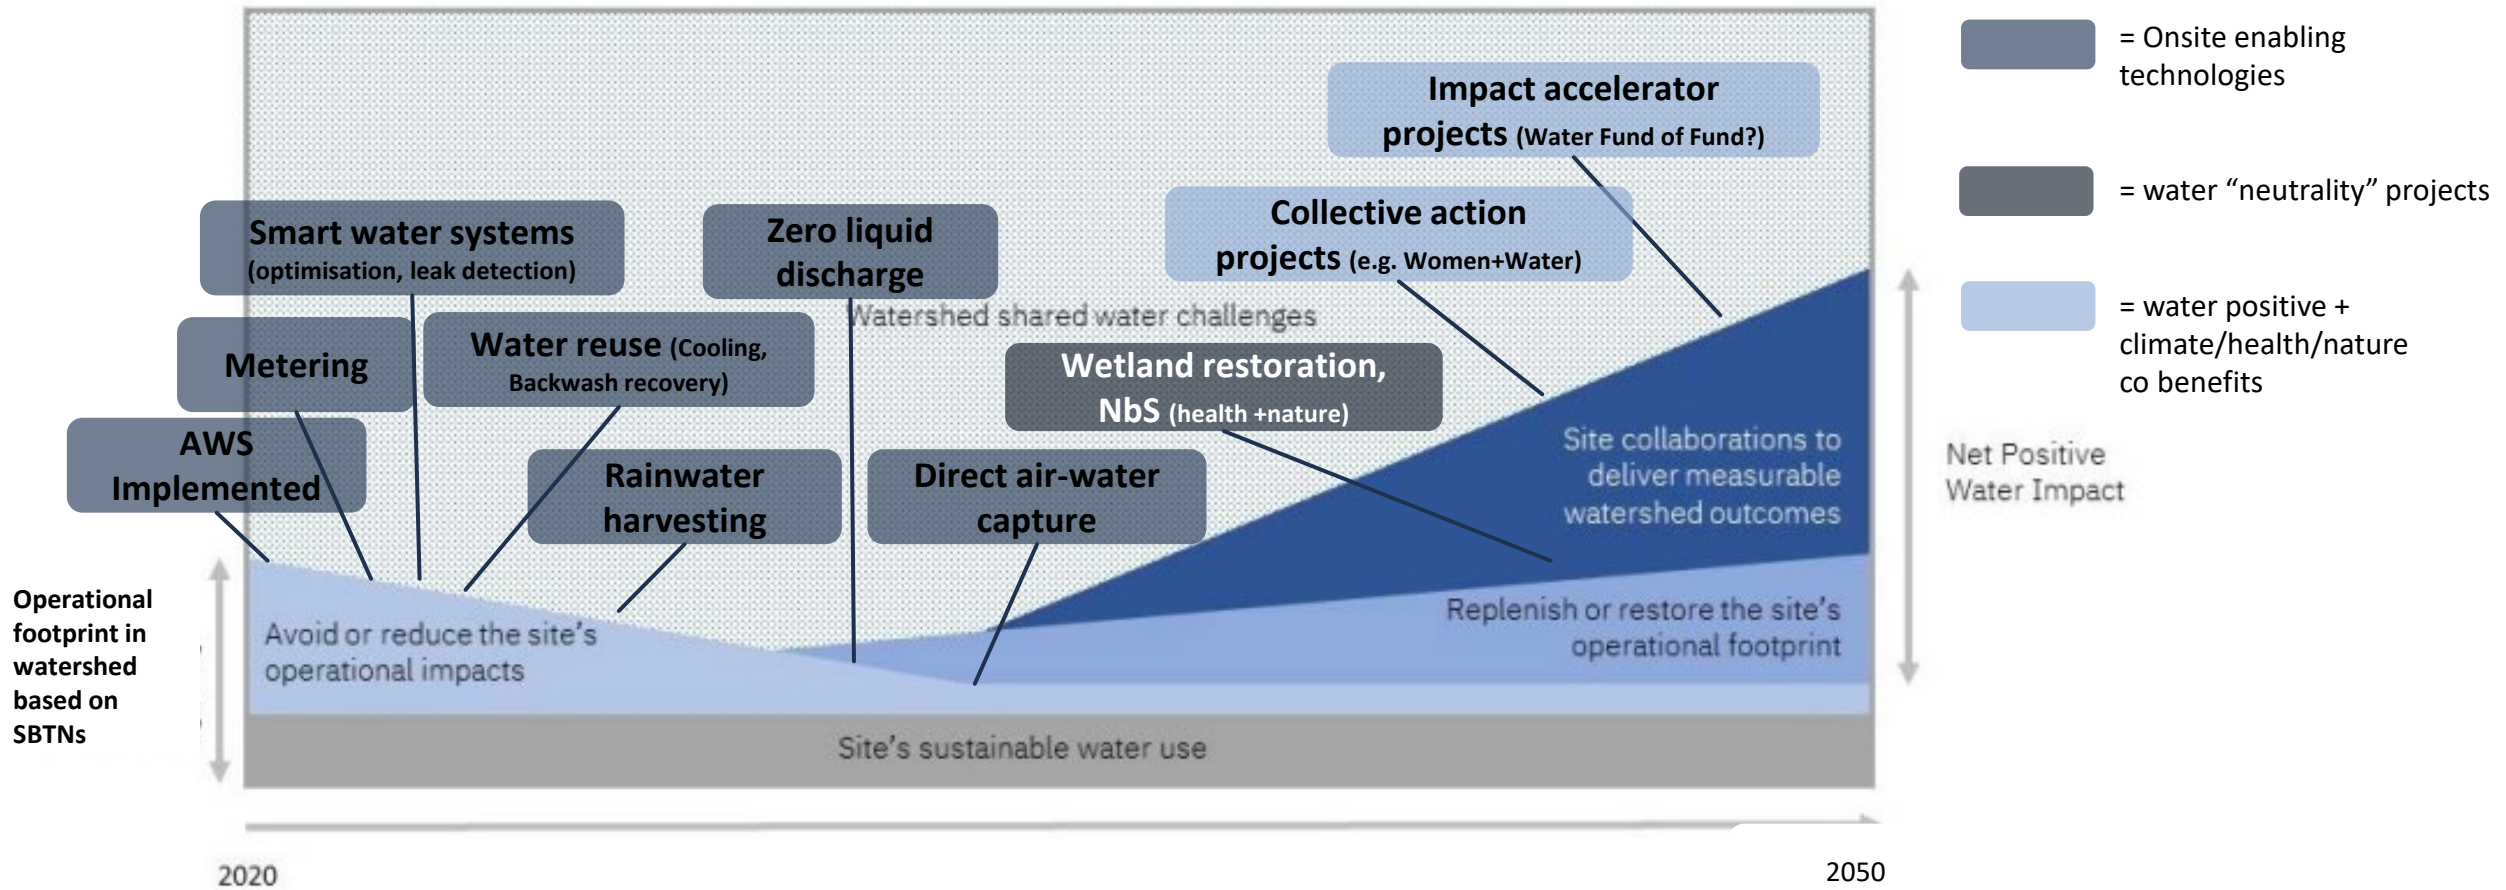 Impact accelerator
projects (Water Fund of Fund?)
= Onsite enabling
technologies
Collective action
projects (e.g. Women+Water)
= water “neutrality” projects
Smart water systems
(optimisation, leak detection)
Zero liquid
discharge
Watershed shared water challenges
= water positive +
climate/health/nature
co benefits
Metering
Water reuse (Cooling,
Backwash recovery)
Wetland restoration,
NbS (health +nature)
AWS
Implemented
Rainwater
harvesting
Direct air-water
capture
Site collaborations to
deliver measurable
watershed outcomes
Net Positive
Water Impact
Operational
footprint in
watershed
based on
SBTNs
Avoid or reduce the site's
operational impacts
Replenish or restore the site's
operational footprint
Site's sustainable water use
2020
2050